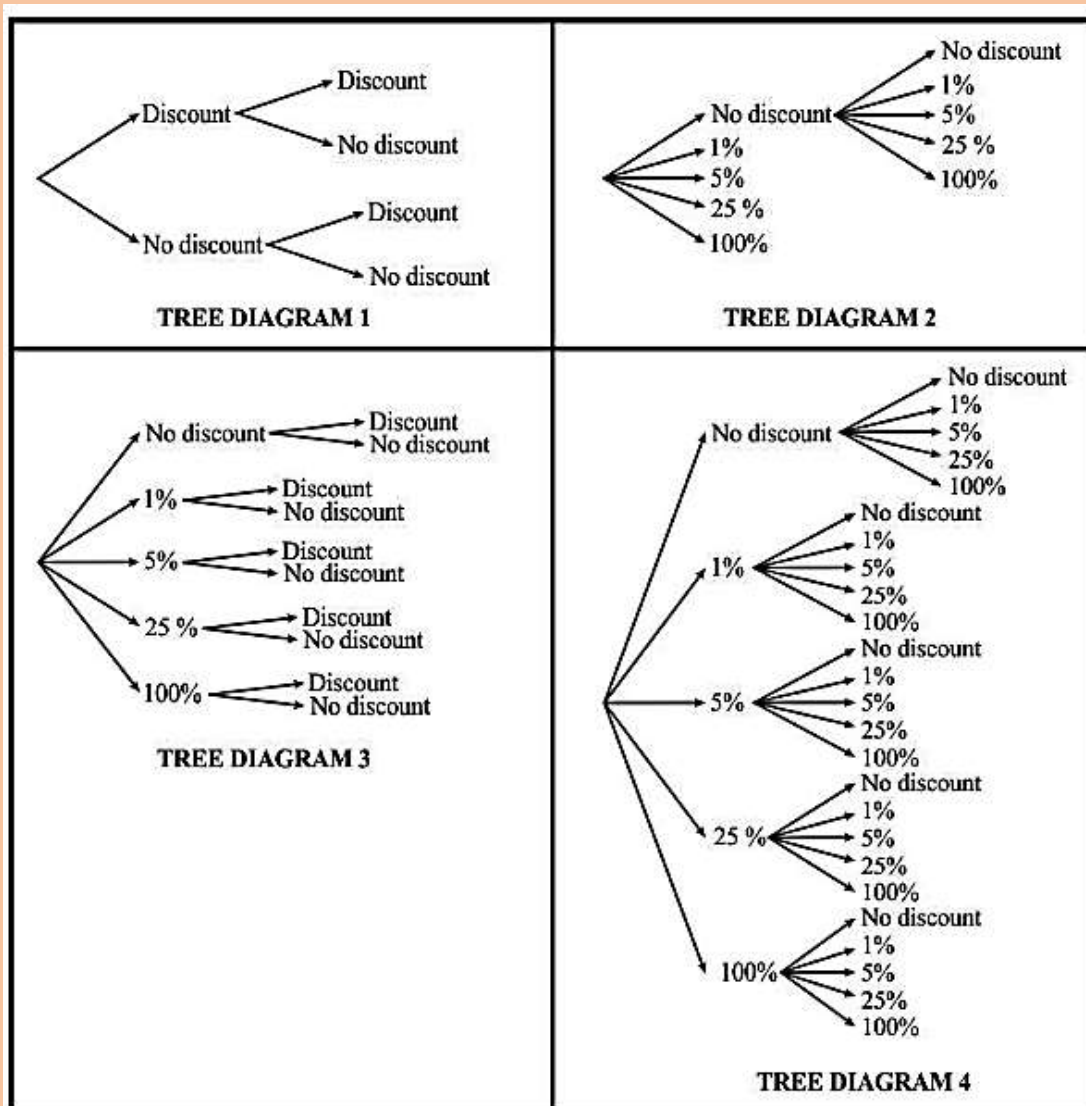 Discount
Discount
No discount
No discount
Discount
No discount
TREE DIAGRAM 1
No discount
No discount
1%
5%
25 %
100%
1%
5%
25 %
100%
TREE DIAGRAM 2
No discount
Discount
No discount
1%
Discount
No discount
5%
Discount
No discount
25 %
Discount
No discount
100%
Discount
No discount
TREE DIAGRAM 3
No discount
No discount
1%
5%
25%
100%
1%
No discount
1%
5%
25%
100%
5%
No discount
1%
5%
25%
100%
25 %
No discount
1%
5%
25%
100%
100%
No discount
1%
5%
25%
100%
TREE DIAGRAM 4